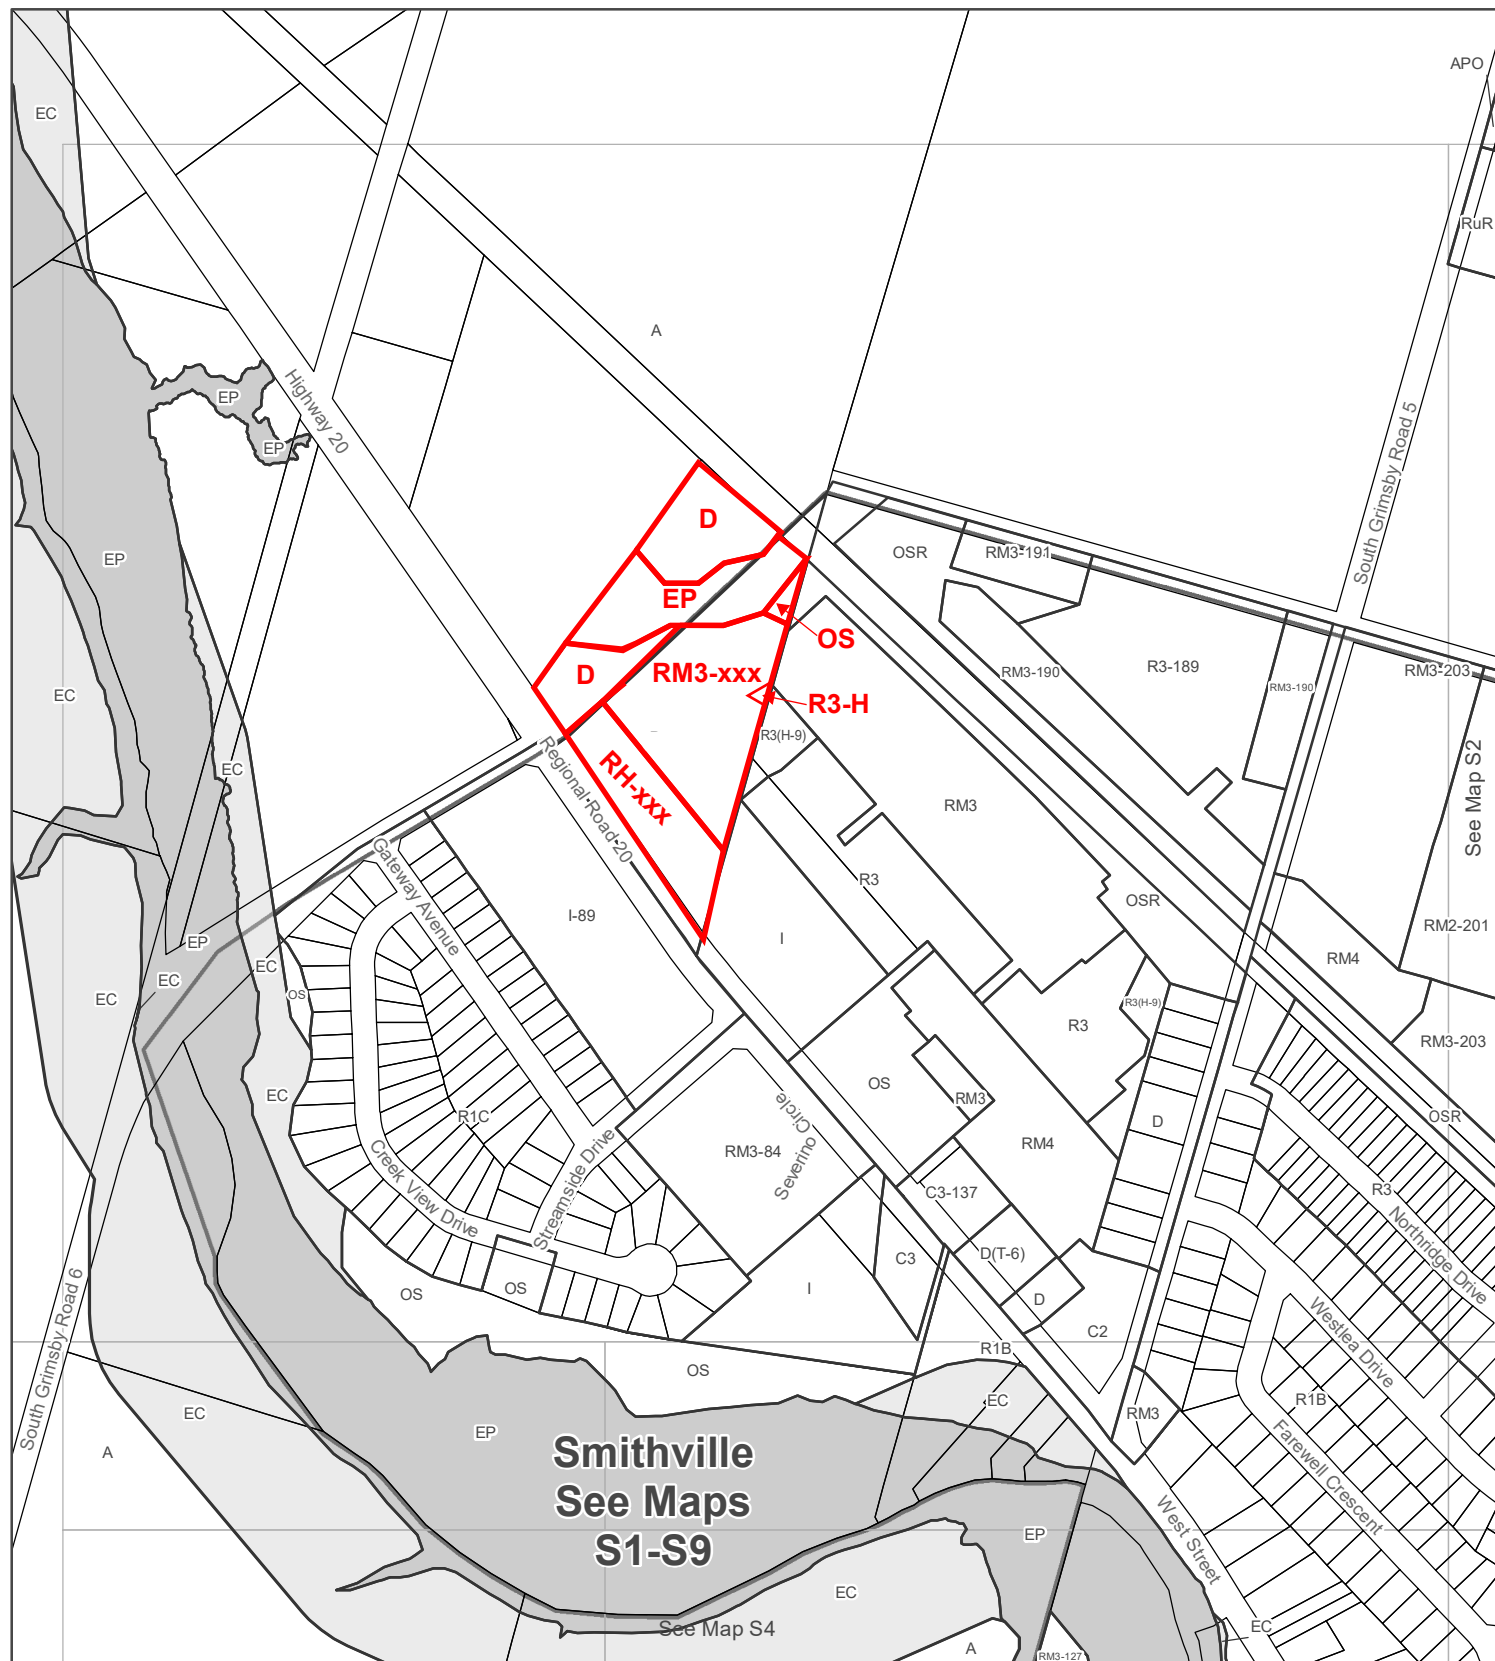 APO
EC
RuR
A
EP
Highway 20
EP
South Grimsby Road 5
D
OSR
RM3-191
EP
EP
OS
R3-189
RM3-203
RM3-xxx
D
RM3-190
RM3-190
EC
R3-H
R3(H-9)
See Map S2
EC
Regional Road 20
RH-xxx
RM3
Gateway Avenue
R3
OSR
I-89
RM2-201
I
EP
RM4
EC
EC
OS
EC
R3(H-9)
R3
RM3-203
OS
EC
RM3
OSR
Severino Circle
R1C
D
RM4
RM3-84
Creek View Drive
Streamside Drive
C3-137
R3
Northridge Drive
C3
D(T-6)
OS
OS
I
D
South Grimsby Road 6
Westlea Drive
C2
R1B
OS
EC
R1B
RM3
EC
EP
A
Farewell Crescent
Smithville
See Maps
S1-S9
West Street
EP
EC
See Map S4
EC
A
RM3-127